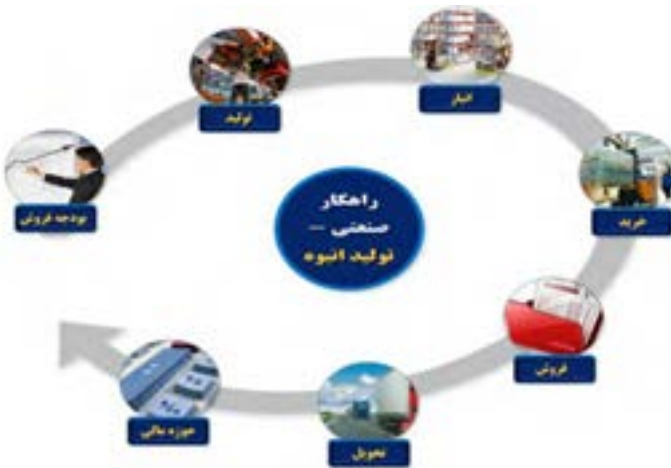 بودجه فروش
تولید
انبار
خرید
فروش
تحویل
حوزه مالی
راهکار
صنعتی –
تولید انبوه